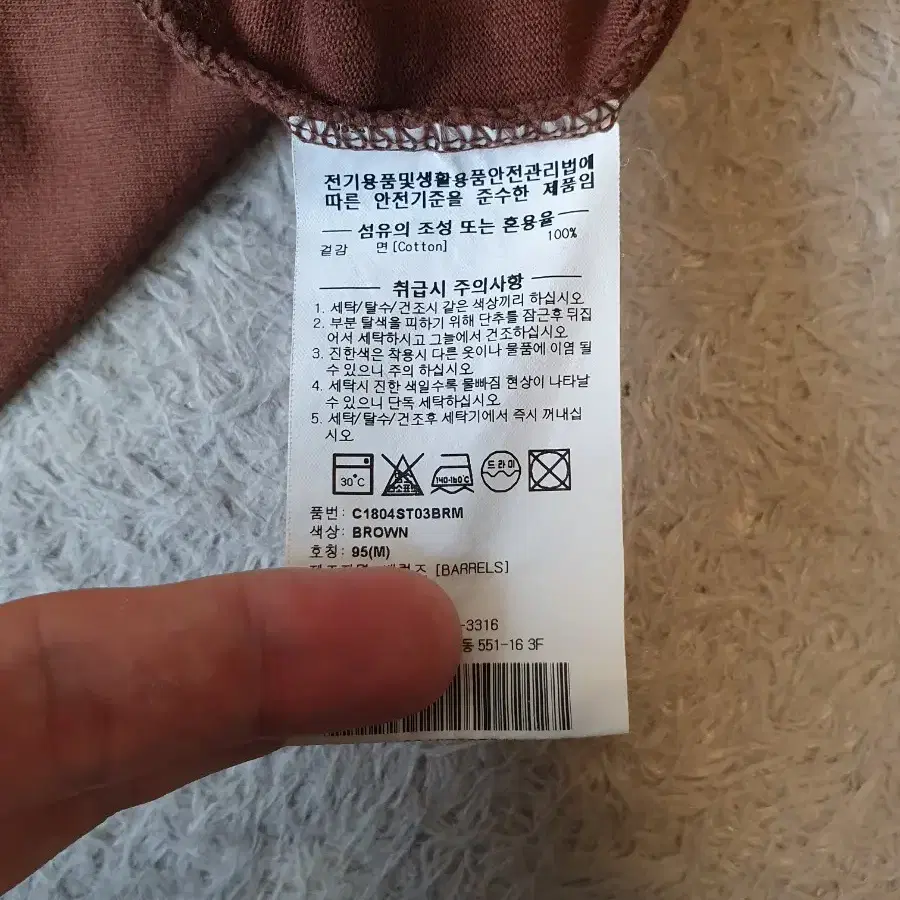 전기용품및생활용품안전관리법에
따른 안전기준을 준수한 제품임
섬유의 조성 또는 혼용율
겉감 면[Cotton] 100%
취급시 주의사항
1. 세탁/탈수/건조시 같은 색상끼리 하십시오
2. 부분 탈색을 피하기 위해 단추를 잠근후 뒤집
어서 세탁하시고 그늘에서 건조하십시오
3. 진한색은 착용시 다른 옷이나 물품에 이염 될
수 있으니 주의 하십시오
4. 세탁시 진한 색일수록 물빠짐 현상이 나타날
수 있으니 단독 세탁하십시오
5. 세탁/탈수/건조후 세탁기에서 즉시 꺼내십
시오
30°C 염소표백 140-160°C 드라이
품번: C1804ST03BRM
색상: BROWN
호칭: 95(M)
[BARRELS]
-3316
동 551-16 3F